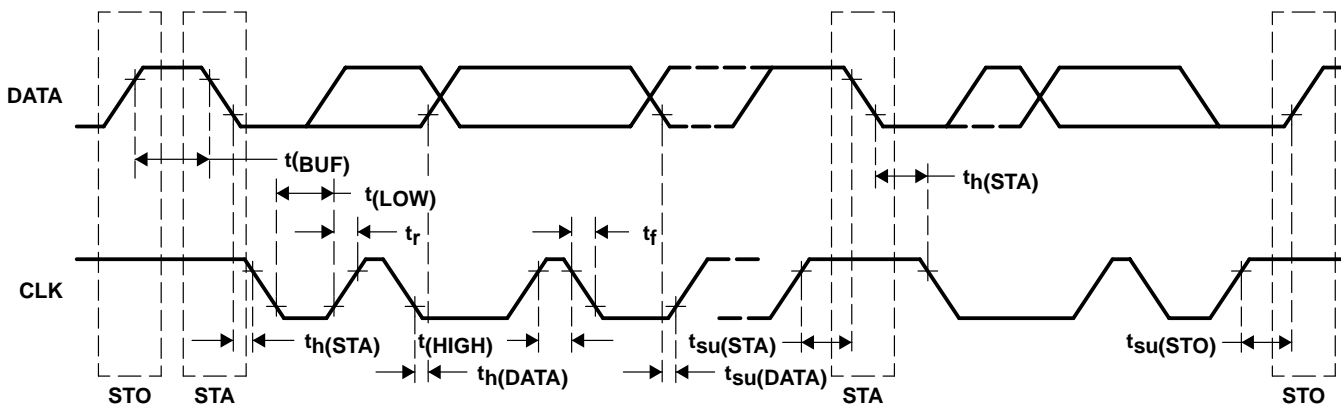 DATA
t(BUF)
t(LOW)
th(STA)
tr
tf
CLK
th(STA)
t(HIGH)
tsu(STA)
tsu(STO)
th(DATA)
tsu(DATA)
STO
STA
STA
STO